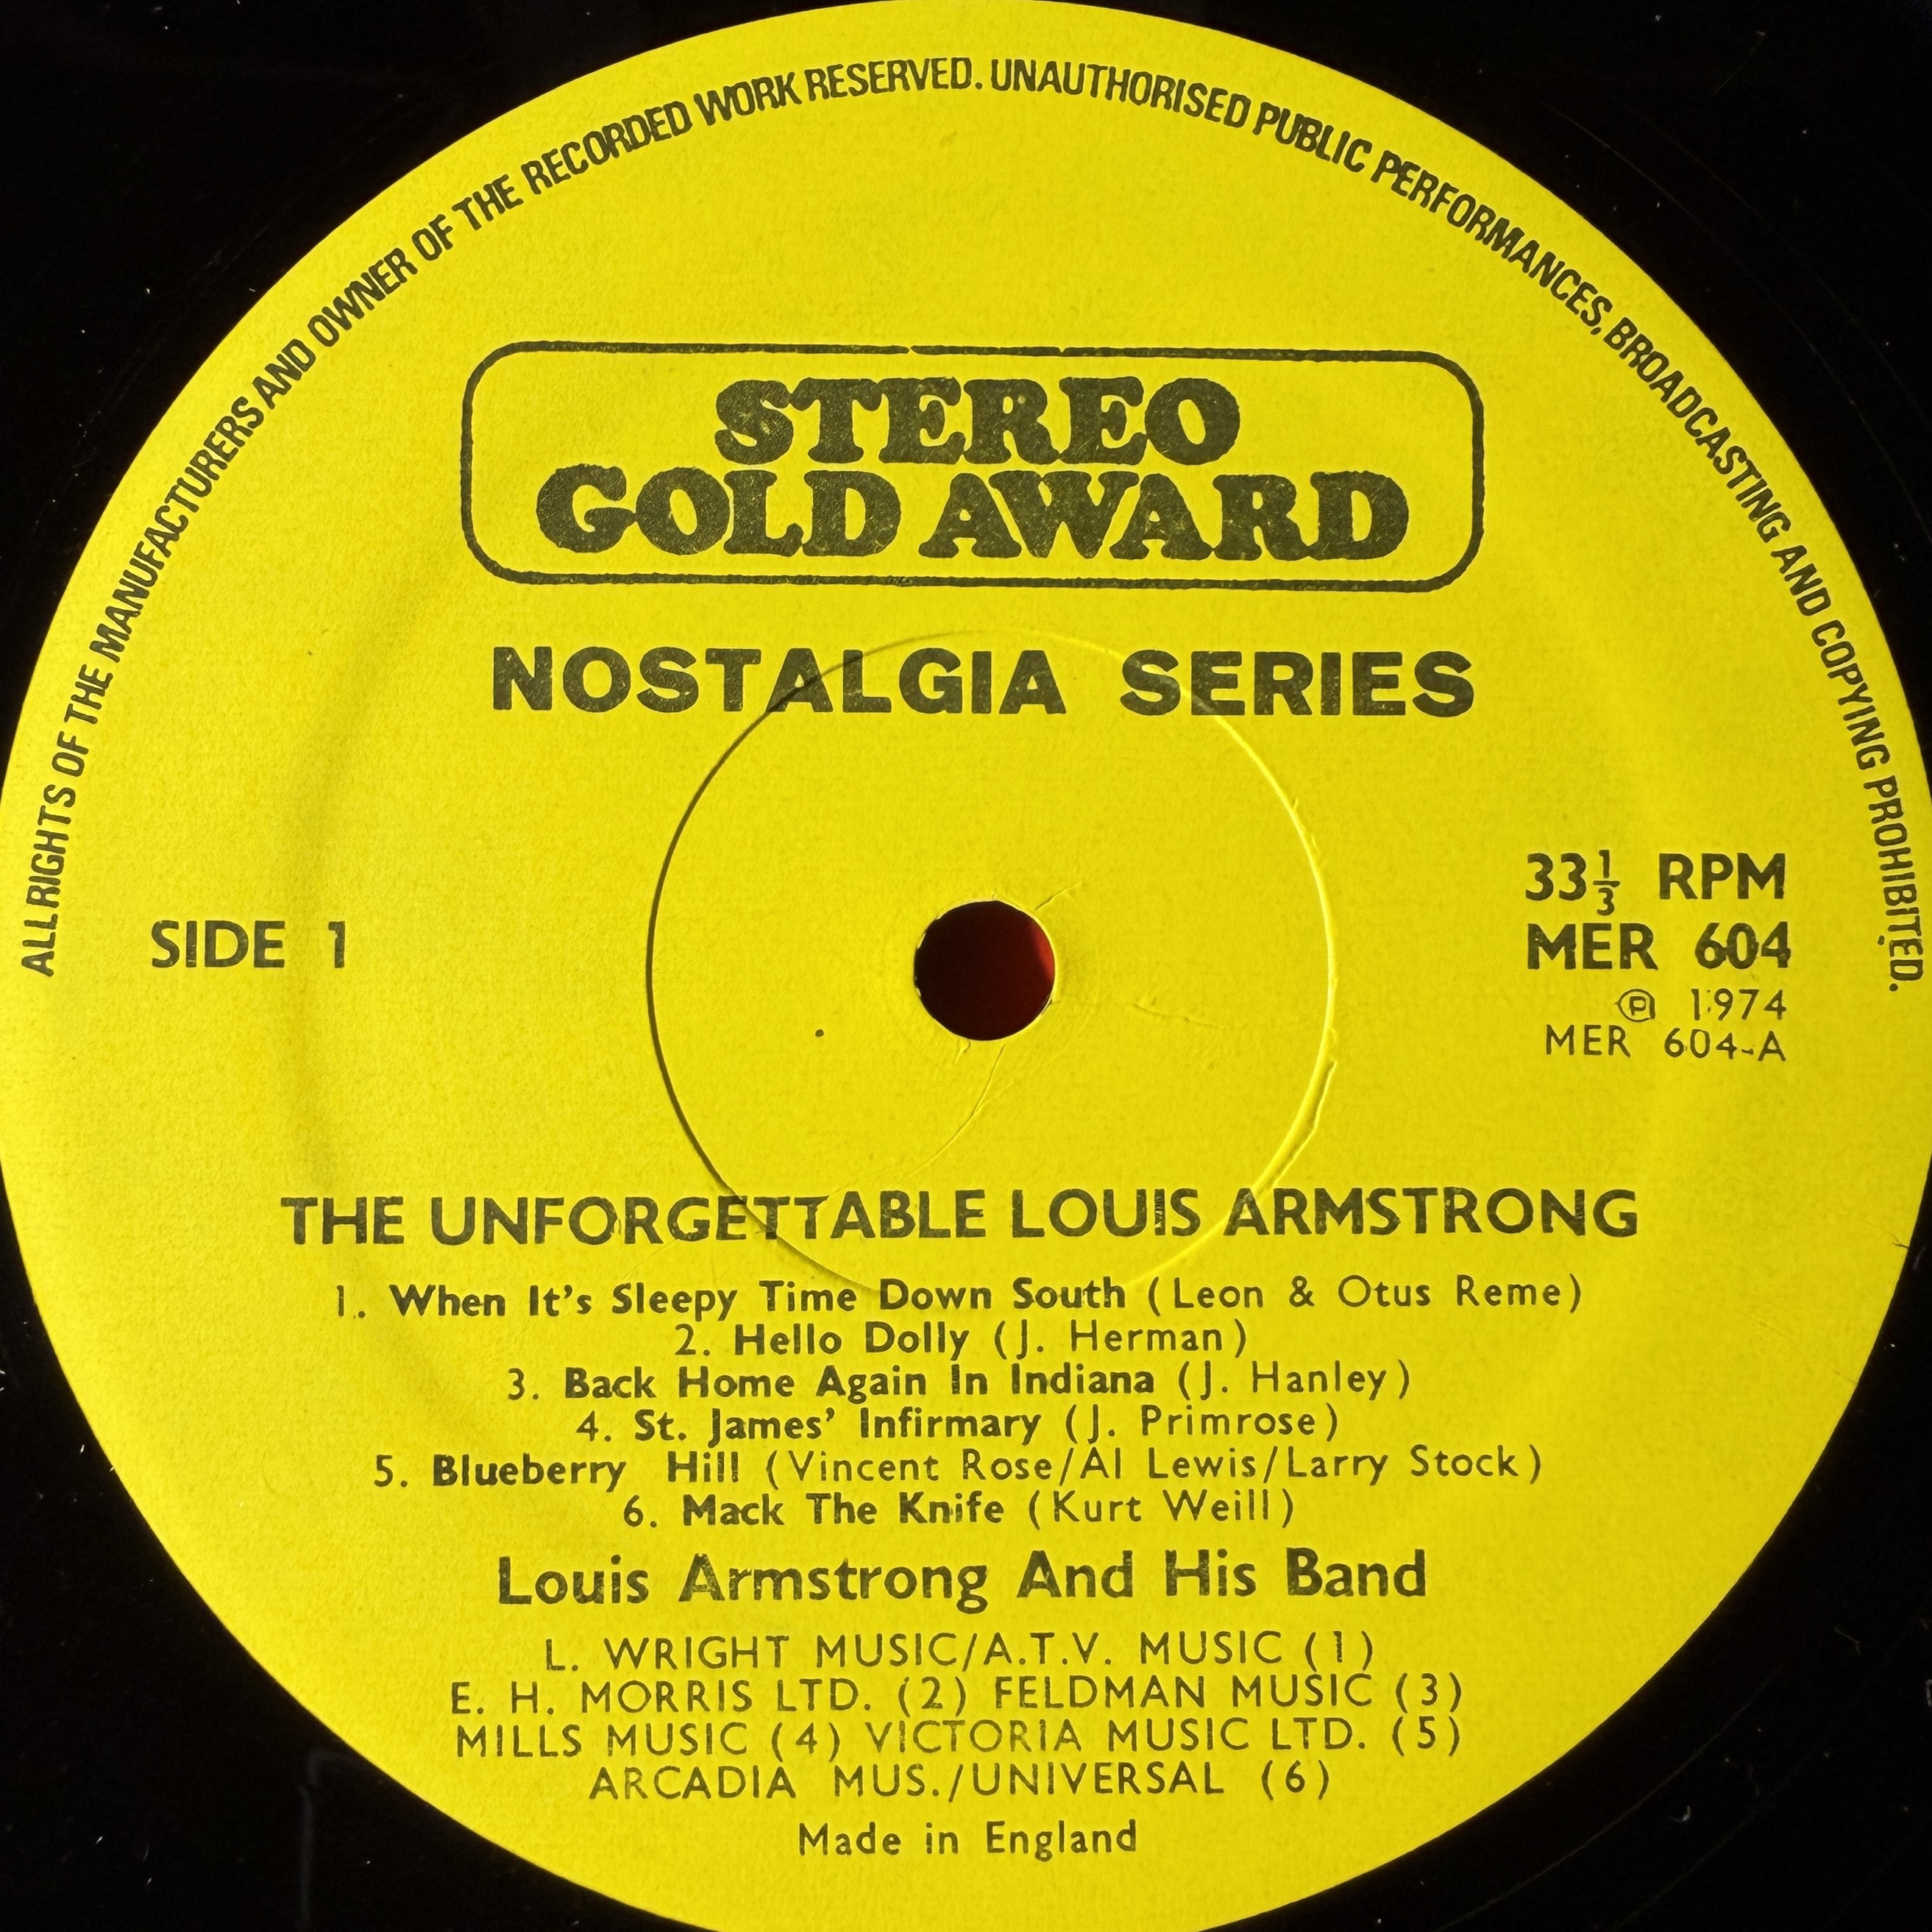 ALL RIGHTS OF THE MANUFACTURERS AND OWNER OF THE RECORDED WORK RESERVED. UNAUTHORISED PUBLIC PERFORMANCES, BROADCASTING AND COPYING PROHIBITED.
STEREO
GOLD AWARD
NOSTALGIA SERIES
SIDE 1
33⅓ RPM
MER 604
Ⓟ 1974
MER 604-A
THE UNFORGETTABLE LOUIS ARMSTRONG
1. When It's Sleepy Time Down South (Leon & Otus Reme)
2. Hello Dolly (J. Herman)
3. Back Home Again In Indiana (J. Hanley)
4. St. James' Infirmary (J. Primrose)
5. Blueberry Hill (Vincent Rose/Al Lewis/Larry Stock)
6. Mack The Knife (Kurt Weill)
Louis Armstrong And His Band
L. WRIGHT MUSIC/A.T.V. MUSIC (1)
E. H. MORRIS LTD. (2) FELDMAN MUSIC (3)
MILLS MUSIC (4) VICTORIA MUSIC LTD. (5)
ARCADIA MUS./UNIVERSAL (6)
Made in England